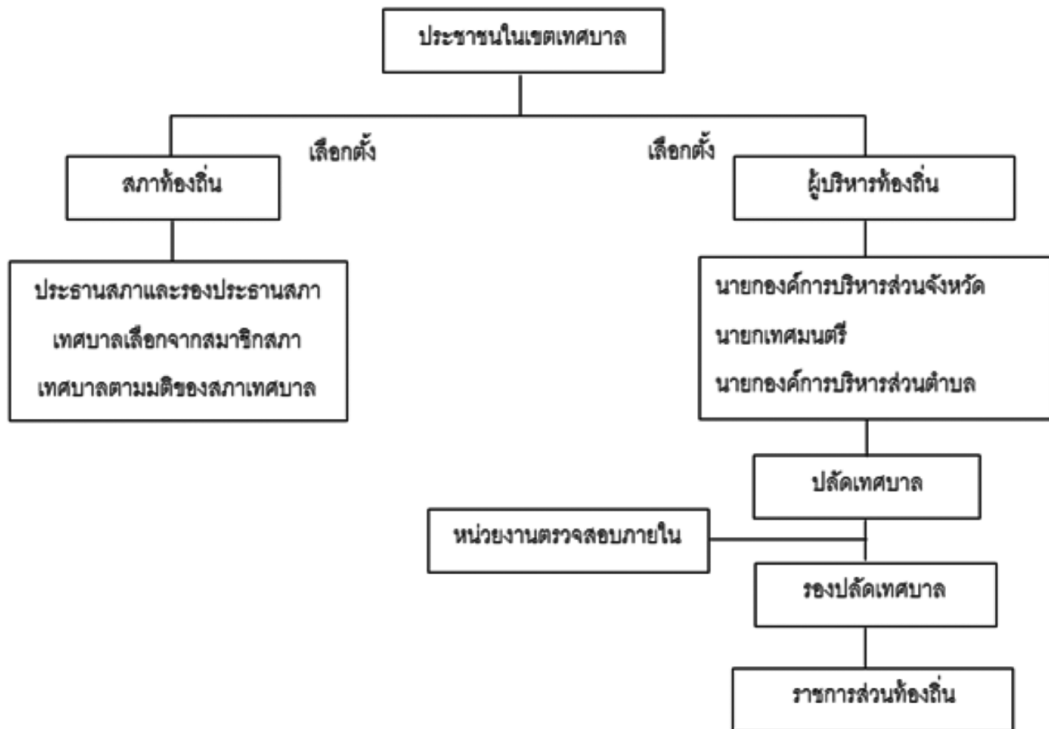 ประชาชนในเขตเทศบาล
เลือกตั้ง
เลือกตั้ง
สภาท้องถิ่น
ผู้บริหารท้องถิ่น
ประธานสภาและรองประธานสภา
เทศบาลเลือกจากสมาชิกสภา
เทศบาลตามมติของสภาเทศบาล
นายกองค์การบริหารส่วนจังหวัด
นายกเทศมนตรี
นายกองค์การบริหารส่วนตำบล
ปลัดเทศบาล
หน่วยงานตรวจสอบภายใน
รองปลัดเทศบาล
ราชการส่วนท้องถิ่น